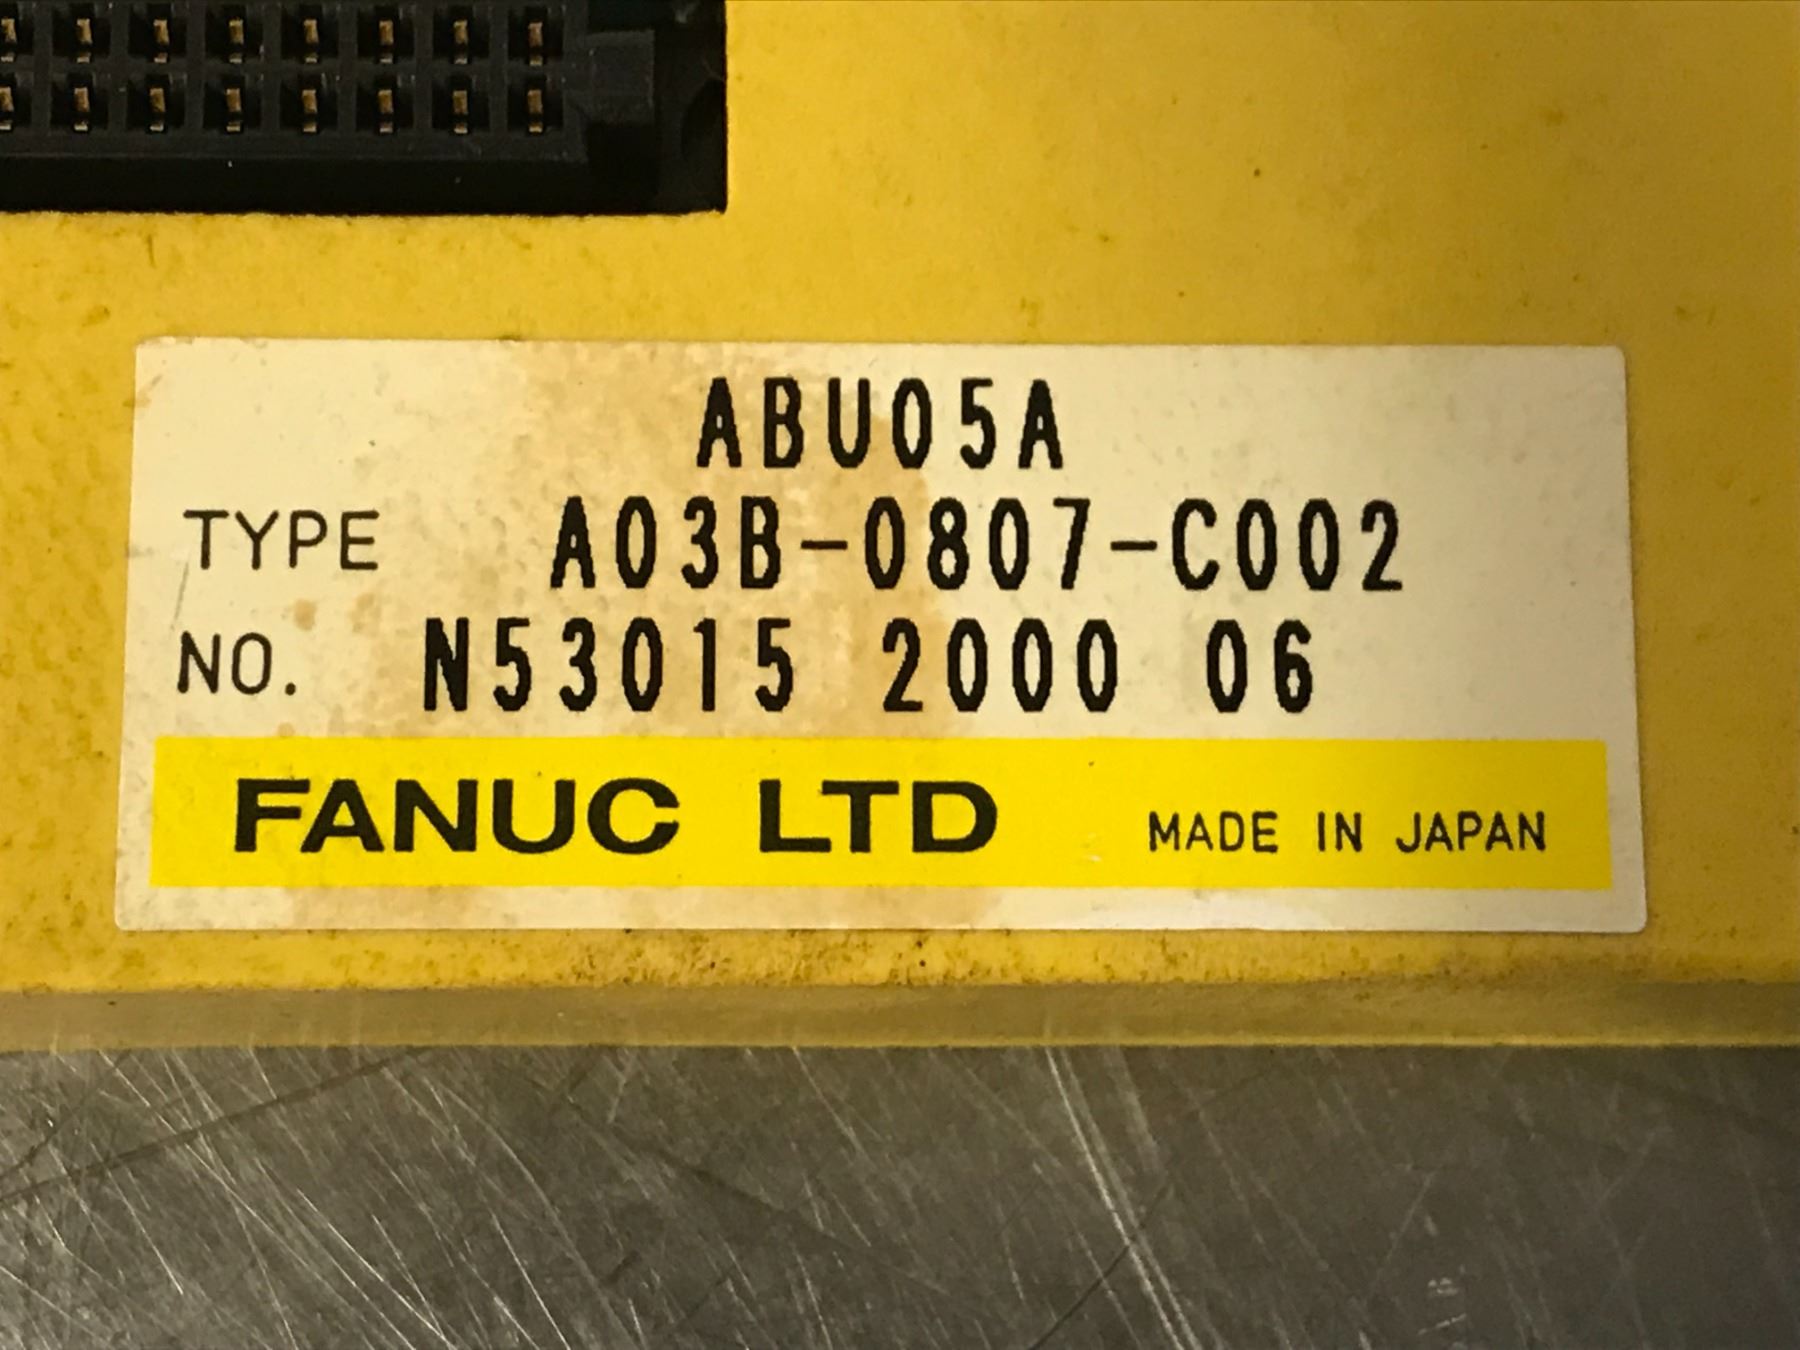 ABU05A
TYPE A03B-0807-C002
NO. N53015 2000 06
FANUC LTD MADE IN JAPAN